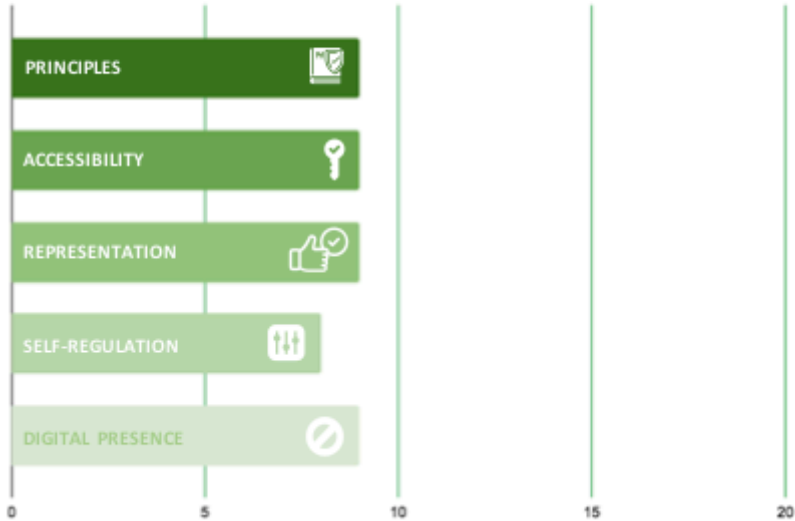 PRINCIPLES
ACCESSIBILITY
REPRESENTATION
SELF-REGULATION
DIGITAL PRESENCE
0 5 10 15 20